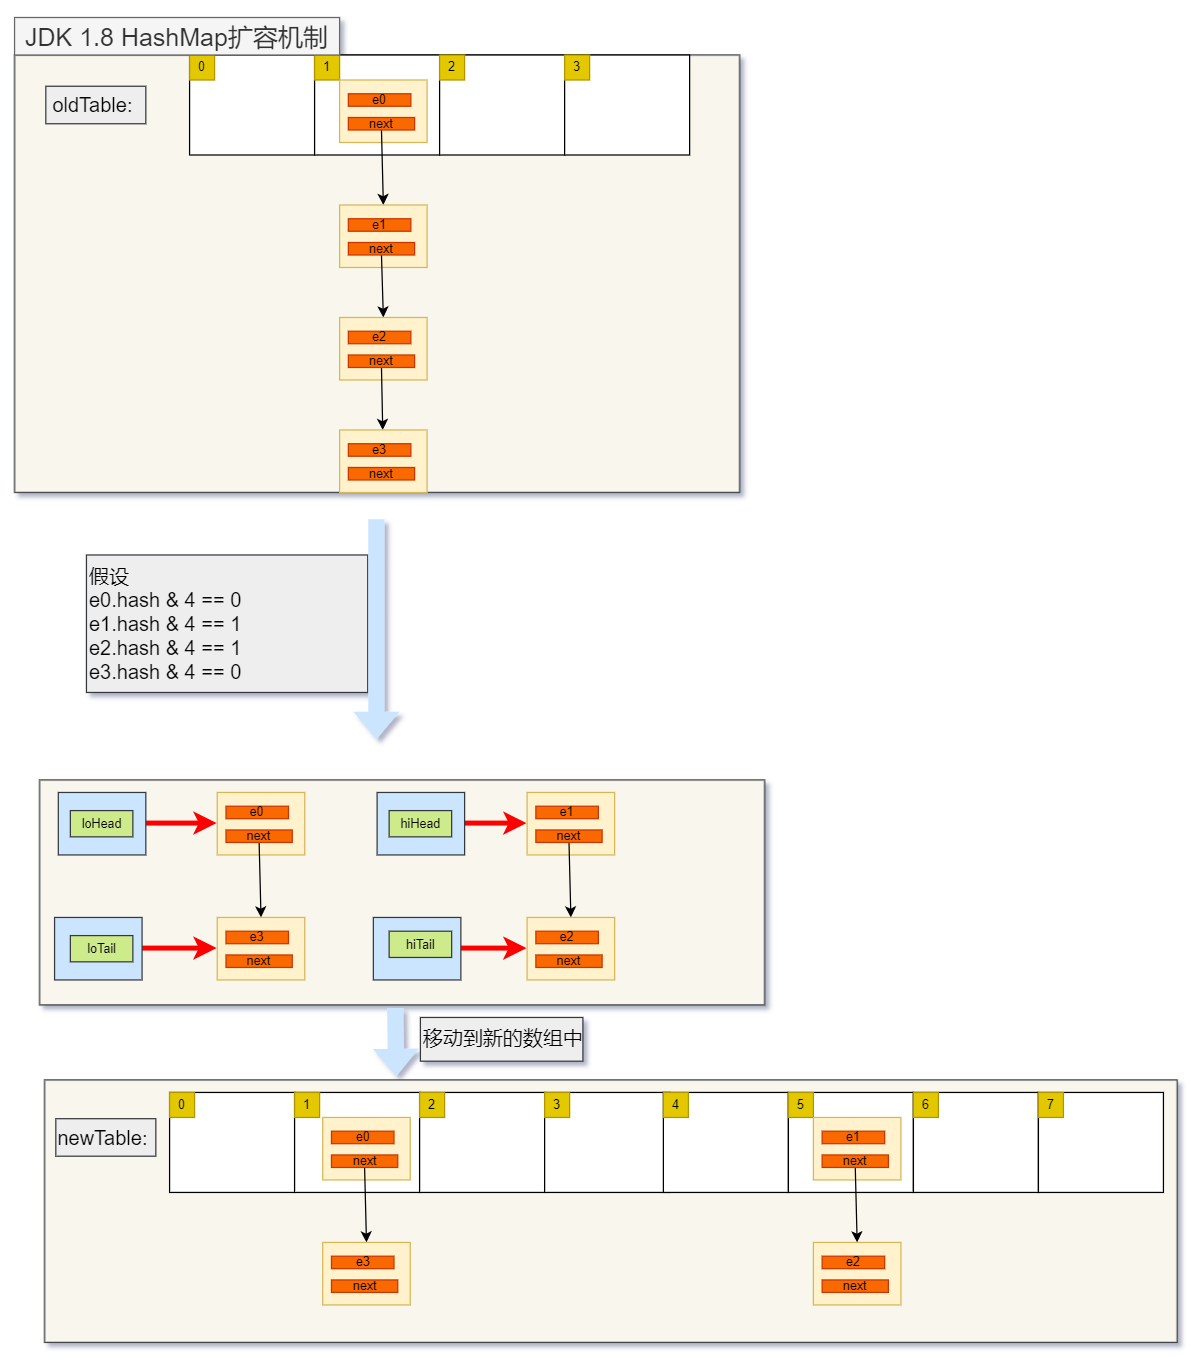 JDK 1.8 HashMap扩容机制
0
1
2
3
oldTable:
e0
next
e1
next
e2
next
e3
next
假设
e0.hash & 4 == 0
e1.hash & 4 == 1
e2.hash & 4 == 1
e3.hash & 4 == 0
loHead
e0
next
hiHead
e1
next
loTail
e3
next
hiTail
e2
next
移动到新的数组中
0
1
2
3
4
5
6
7
newTable:
e0
next
e1
next
e3
next
e2
next